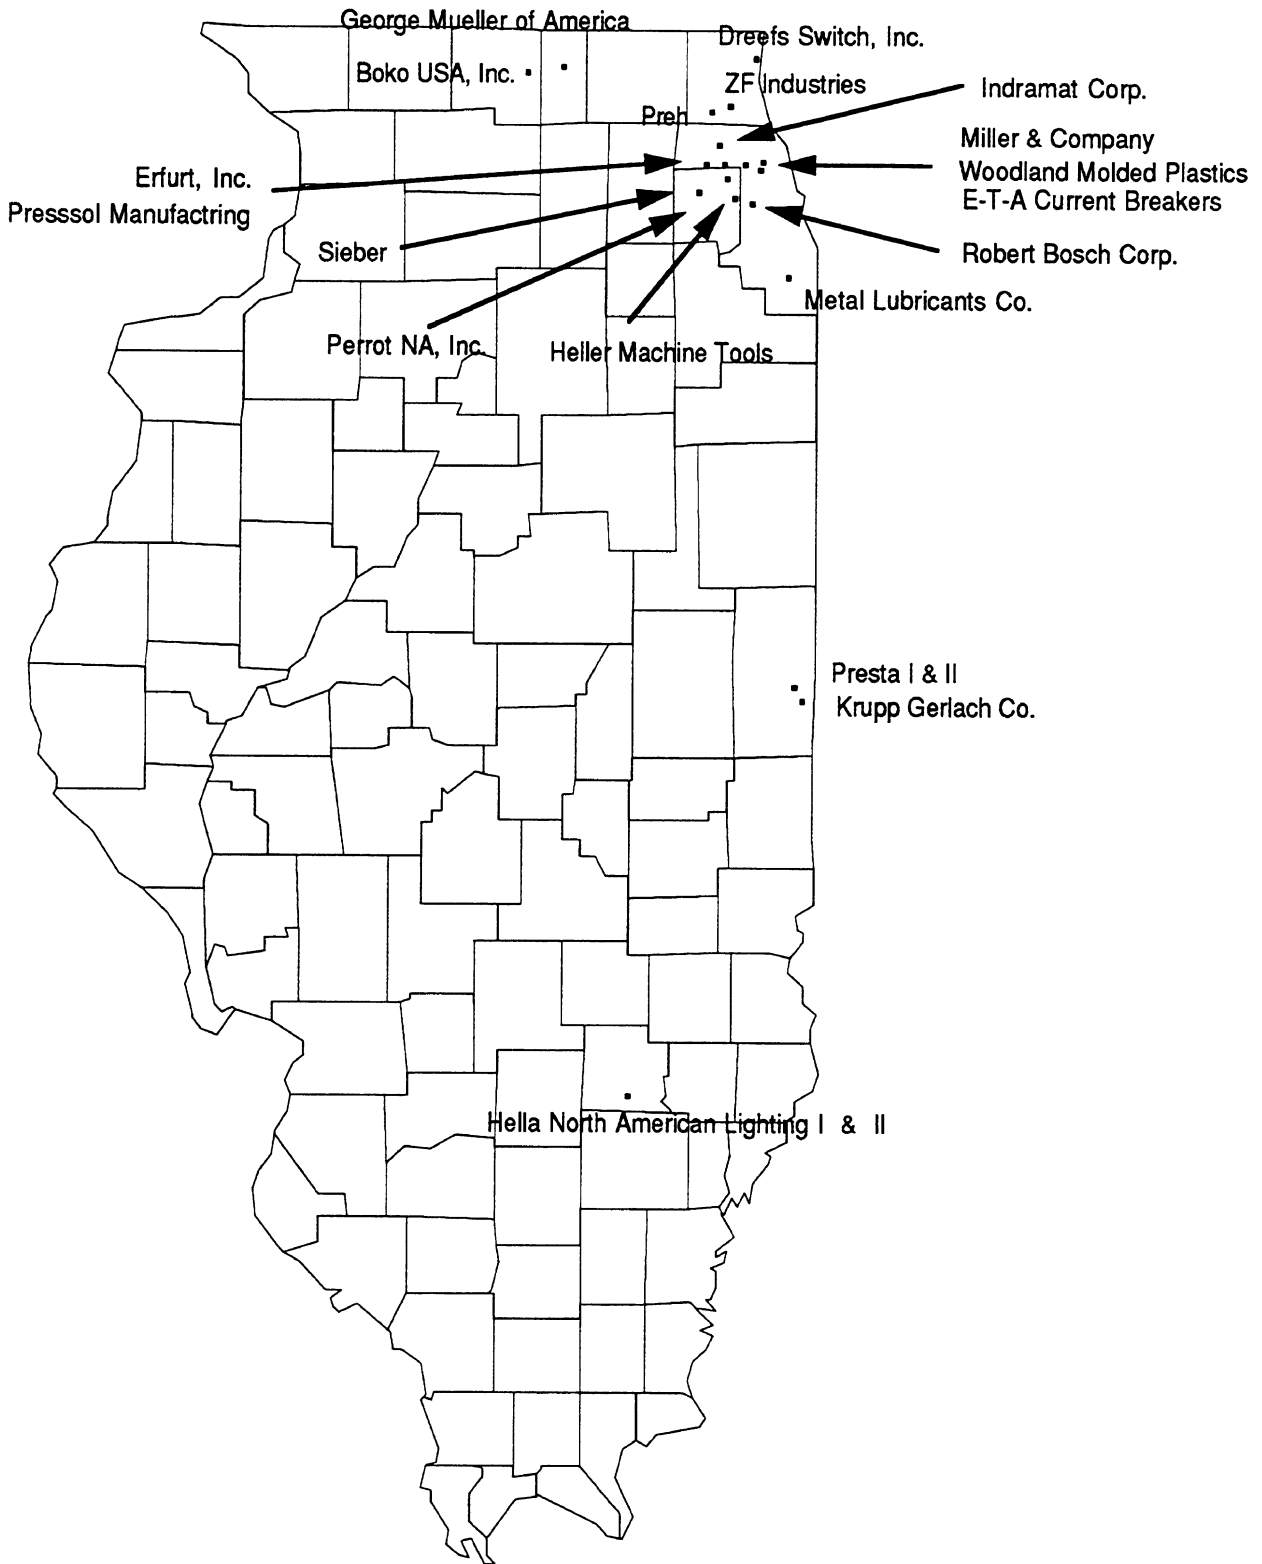 George Mueller of America
Dreefs Switch, Inc.
Boko USA, Inc.
ZF Industries
Indramat Corp.
Preh
Miller & Company
Woodland Molded Plastics
E-T-A Current Breakers
Erfurt, Inc.
Presssol Manufactring
Sieber
Robert Bosch Corp.
Metal Lubricants Co.
Perrot NA, Inc.
Heller Machine Tools
Presta I & II
Krupp Gerlach Co.
Hella North American Lighting I & II